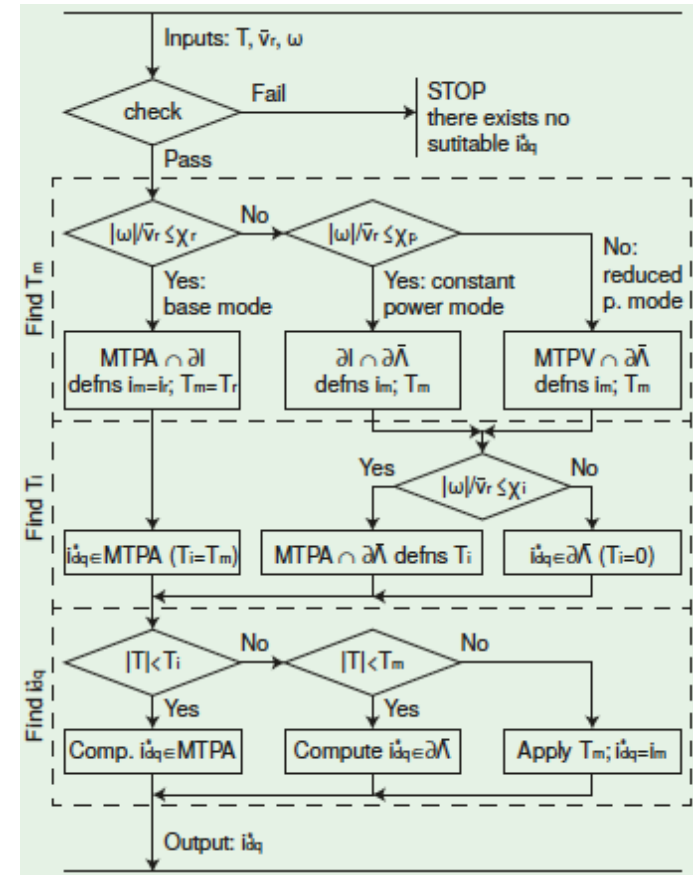 Inputs: T, v̄r, ω
check
Fail
STOP
there exists no
sutitable i*dq
Pass
Find Tm
|ω|/v̄r ≤χr
No
|ω|/v̄r ≤χp
No:
reduced
p. mode
Yes:
base mode
Yes: constant
power mode
MTPA ∩ ∂I
defns im=ir; Tm=Tr
∂I ∩ ∂Λ̄
defns im; Tm
MTPV ∩ ∂Λ̄
defns im; Tm
Find Ti
Yes
|ω|/v̄r ≤χi
No
i*dq∈MTPA (Ti=Tm)
MTPA ∩ ∂Λ̄ defns Ti
i*dq∈∂Λ̄ (Ti=0)
Find i*dq
|T|<Ti
No
|T|<Tm
No
Yes
Yes
Comp. i*dq∈MTPA
Compute i*dq∈∂Λ̄
Apply Tm; i*dq=im
Output: i*dq